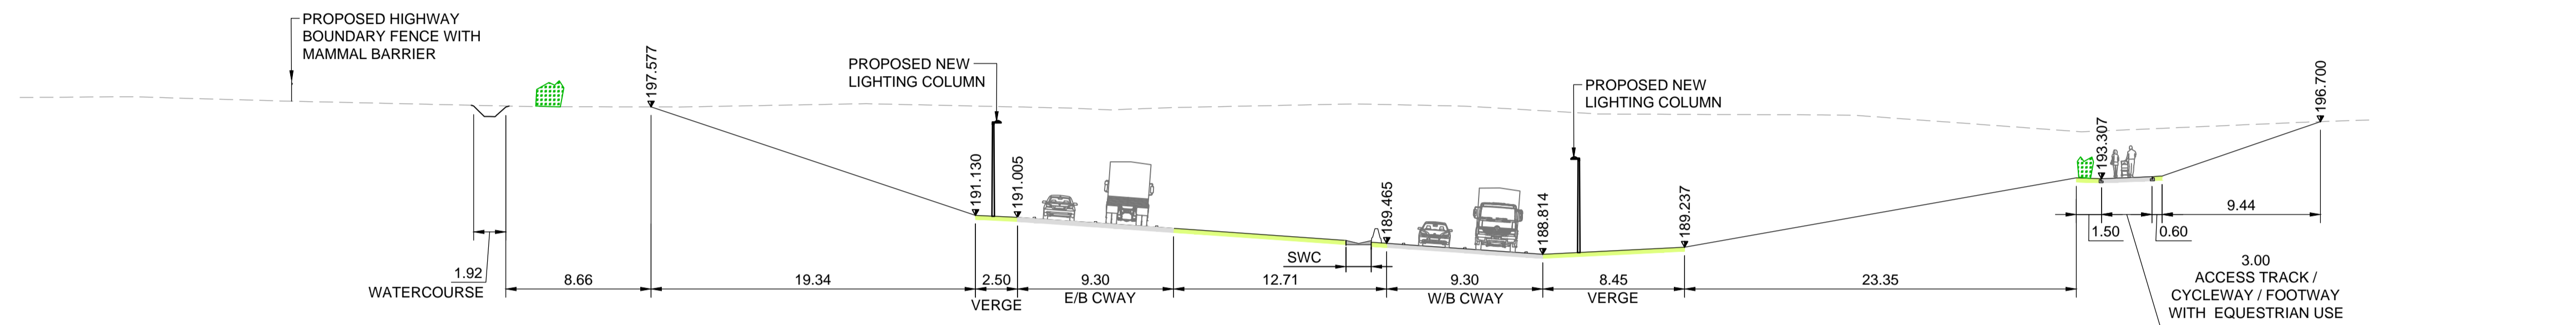 PROPOSED HIGHWAY
BOUNDARY FENCE WITH
MAMMAL BARRIER
197.577
PROPOSED NEW
LIGHTING COLUMN
191.130
191.005
189.465
188.814
PROPOSED NEW
LIGHTING COLUMN
189.237
193.307
196.700
1.92
WATERCOURSE
8.66
19.34
2.50
VERGE
9.30
E/B CWAY
12.71
SWC
9.30
W/B CWAY
8.45
VERGE
23.35
1.50
0.60
9.44
3.00
ACCESS TRACK /
CYCLEWAY / FOOTWAY
WITH EQUESTRIAN USE